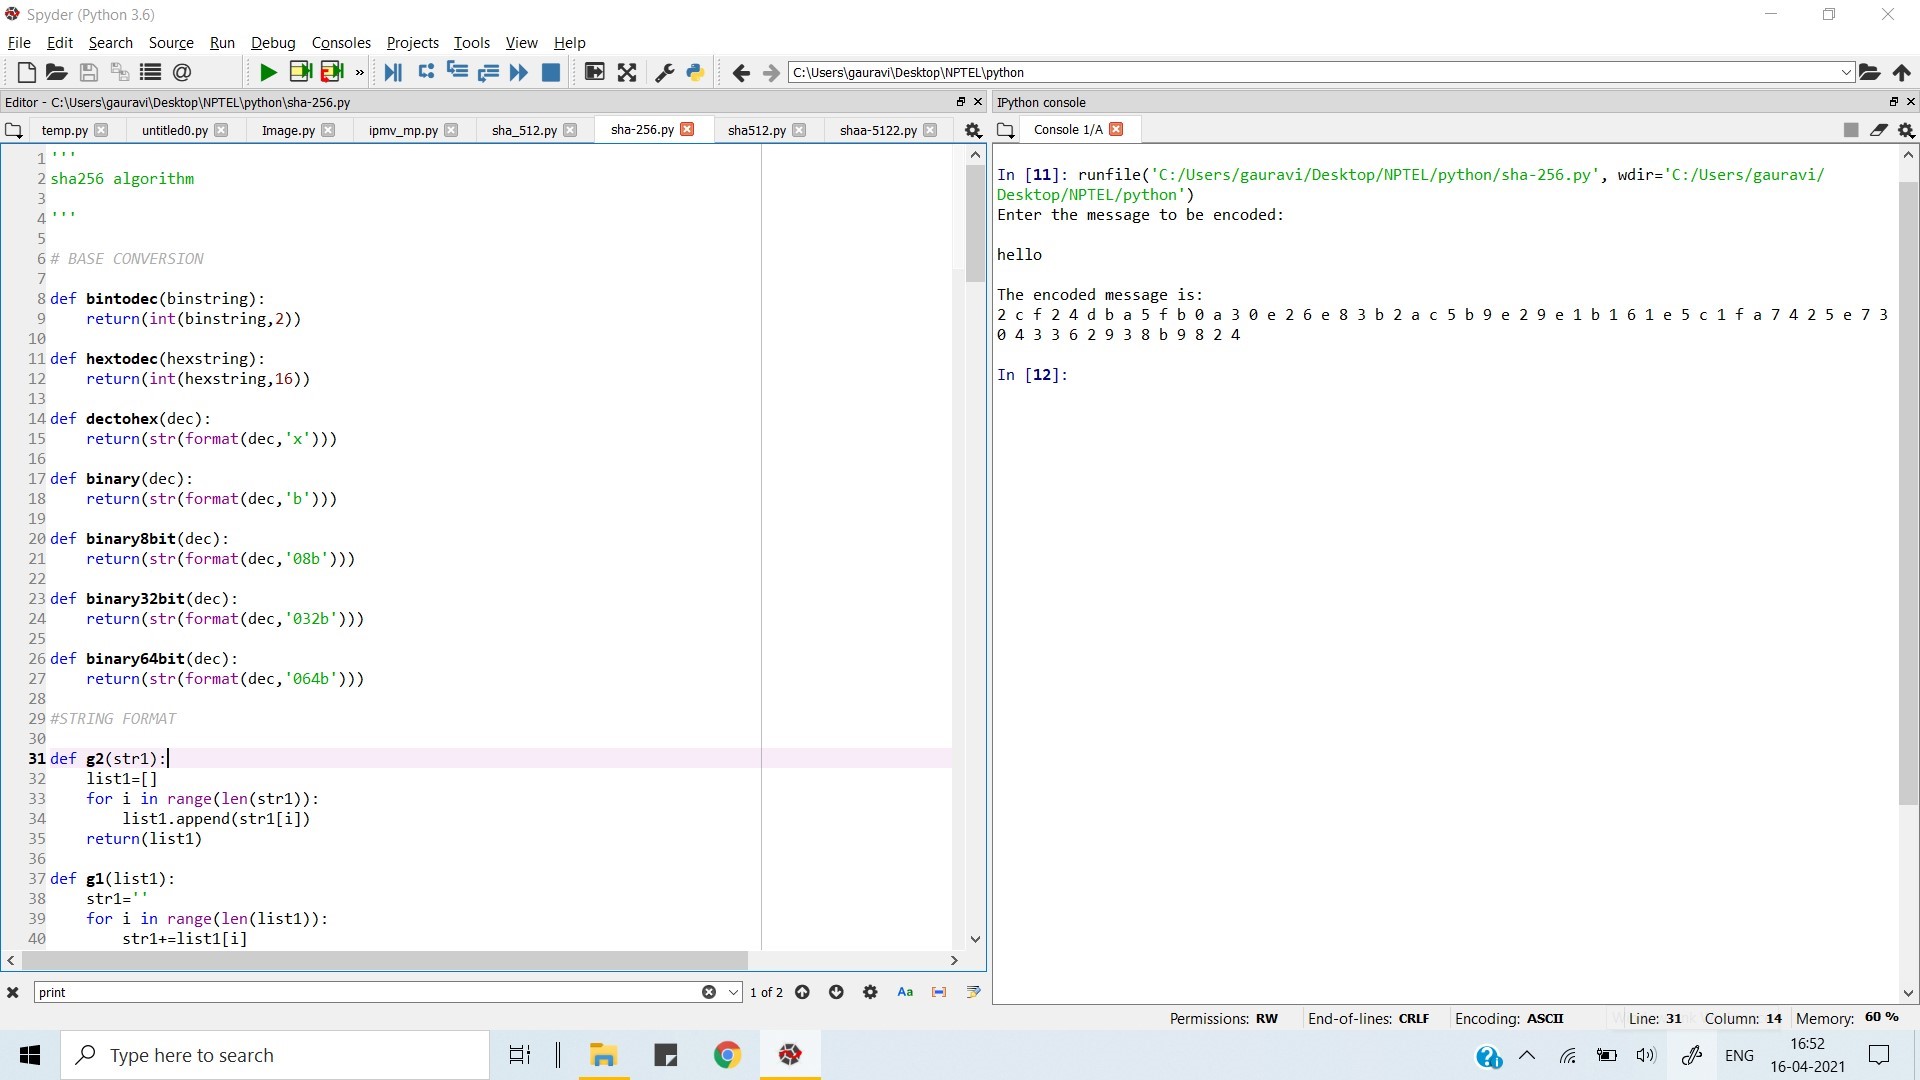 Spyder (Python 3.6)
File Edit Search Source Run Debug Consoles Projects Tools View Help
C:\Users\gauravi\Desktop\NPTEL\python
Editor - C:\Users\gauravi\Desktop\NPTEL\python\sha-256.py
temp.py untitled0.py Image.py ipmv_mp.py sha_512.py sha-256.py sha512.py shaa-5122.py
1 '''
2 sha256 algorithm
3
4 '''
5
6 # BASE CONVERSION
7
8 def bintodec(binstring):
9     return(int(binstring,2))
10
11 def hextodec(hexstring):
12     return(int(hexstring,16))
13
14 def dectohex(dec):
15     return(str(format(dec,'x')))
16
17 def binary(dec):
18     return(str(format(dec,'b')))
19
20 def binary8bit(dec):
21     return(str(format(dec,'08b')))
22
23 def binary32bit(dec):
24     return(str(format(dec,'032b')))
25
26 def binary64bit(dec):
27     return(str(format(dec,'064b')))
28
29 #STRING FORMAT
30
31 def g2(str1):
32     list1=[]
33     for i in range(len(str1)):
34         list1.append(str1[i])
35     return(list1)
36
37 def g1(list1):
38     str1=''
39     for i in range(len(list1)):
40         str1+=list1[i]
print 1 of 2 Aa
IPython console
Console 1/A
In [11]: runfile('C:/Users/gauravi/Desktop/NPTEL/python/sha-256.py', wdir='C:/Users/gauravi/
Desktop/NPTEL/python')
Enter the message to be encoded:
hello
The encoded message is:
2 c f 2 4 d b a 5 f b 0 a 3 0 e 2 6 e 8 3 b 2 a c 5 b 9 e 2 9 e 1 b 1 6 1 e 5 c 1 f a 7 4 2 5 e 7 3
0 4 3 3 6 2 9 3 8 b 9 8 2 4
In [12]:
Permissions: RW End-of-lines: CRLF Encoding: ASCII Line: 31 Column: 14 Memory: 60 %
Type here to search
ENG
16:52
16-04-2021